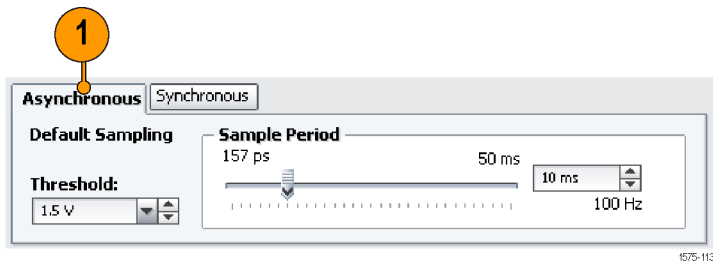 1
Asynchronous Synchronous
Default Sampling
Sample Period
157 ps 50 ms
10 ms
Threshold:
1.5 V
100 Hz
1575-113